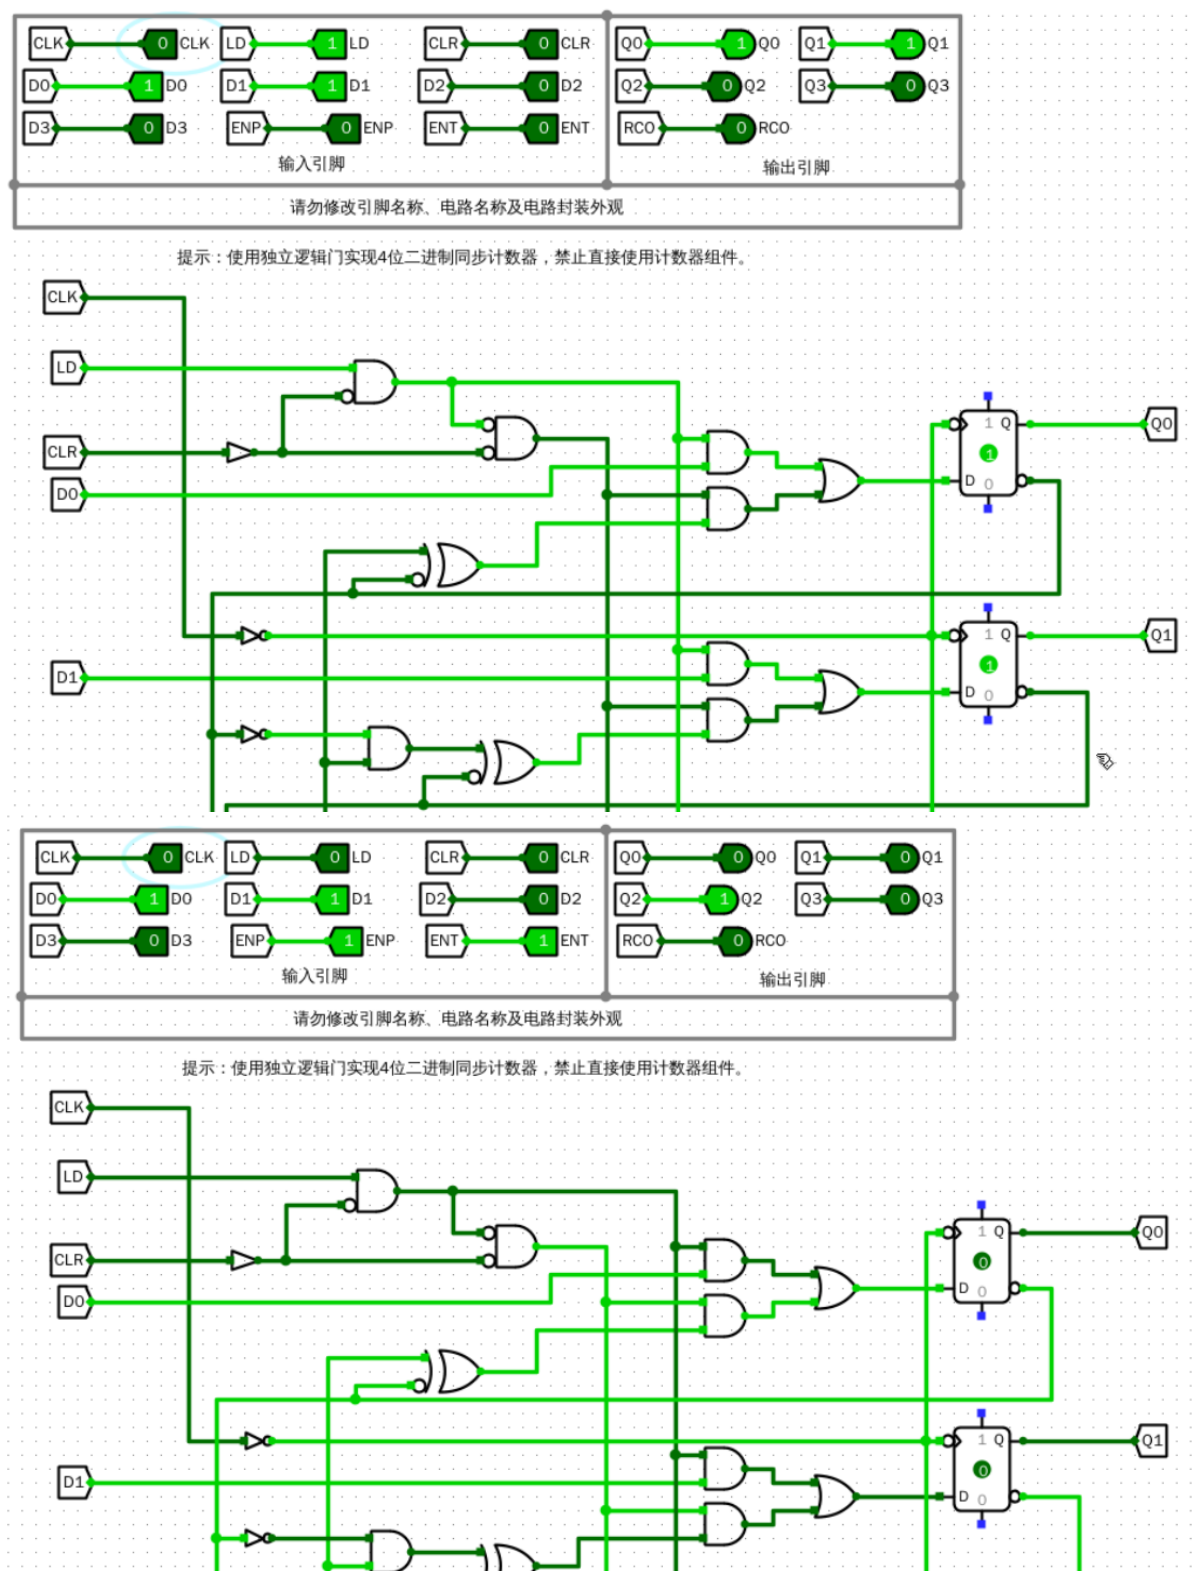 CLK 0 CLK LD 1 LD CLR 0 CLR Q0 1 Q0 Q1 1 Q1
D0 1 D0 D1 1 D1 D2 0 D2 Q2 0 Q2 Q3 0 Q3
D3 0 D3 ENP 0 ENP ENT 0 ENT RCO 0 RCO
输入引脚 输出引脚
请勿修改引脚名称、电路名称及电路封装外观
提示：使用独立逻辑门实现4位二进制同步计数器，禁止直接使用计数器组件。
CLK
LD
1 Q Q0
CLR 1
D0 D 0
1 Q Q1
1
D1 D 0
CLK 0 CLK LD 0 LD CLR 0 CLR Q0 0 Q0 Q1 0 Q1
D0 1 D0 D1 1 D1 D2 0 D2 Q2 1 Q2 Q3 0 Q3
D3 0 D3 ENP 1 ENP ENT 1 ENT RCO 0 RCO
输入引脚 输出引脚
请勿修改引脚名称、电路名称及电路封装外观
提示：使用独立逻辑门实现4位二进制同步计数器，禁止直接使用计数器组件。
CLK
LD
1 Q Q0
CLR 0
D0 D 0
1 Q Q1
0
D1 D 0